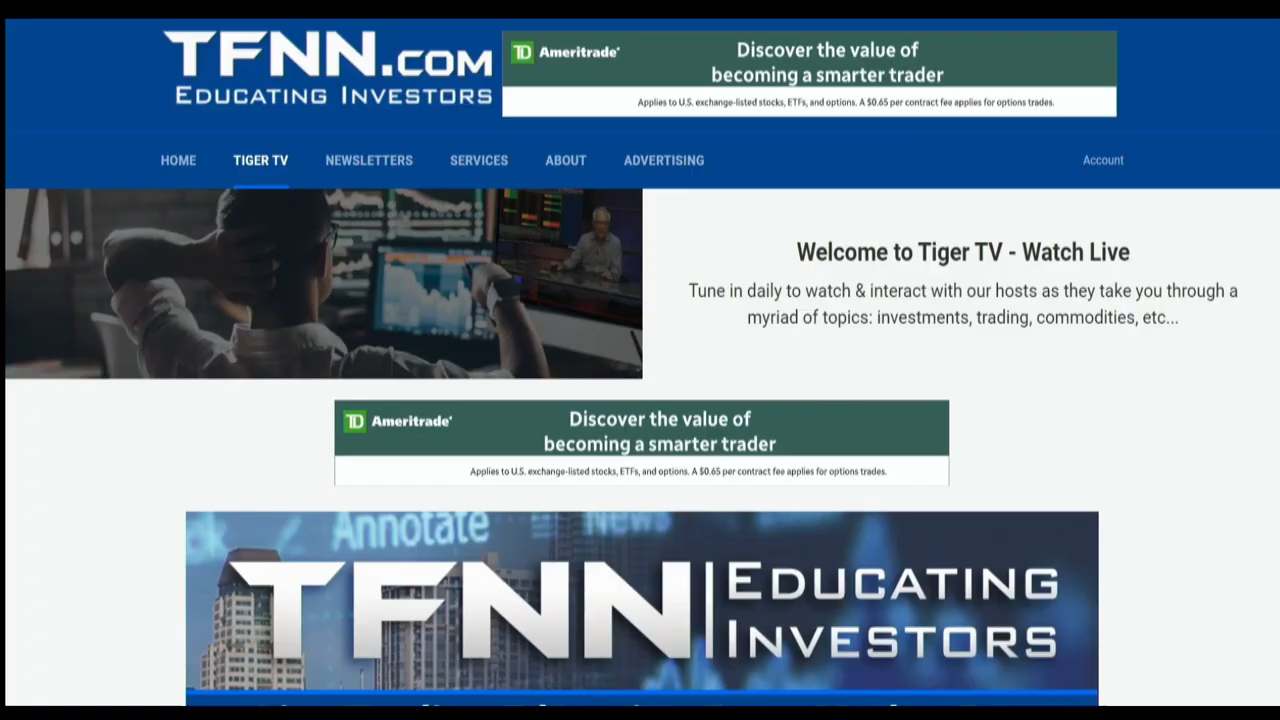 TFNN.COM
EDUCATING INVESTORS
TD Ameritrade
Discover the value of
becoming a smarter trader
Applies to U.S. exchange-listed stocks, ETFs, and options. A $0.65 per contract fee applies for options trades.
HOME TIGER TV NEWSLETTERS SERVICES ABOUT ADVERTISING Account
Welcome to Tiger TV - Watch Live
Tune in daily to watch & interact with our hosts as they take you through a
myriad of topics: investments, trading, commodities, etc...
TD Ameritrade
Discover the value of
becoming a smarter trader
Applies to U.S. exchange-listed stocks, ETFs, and options. A $0.65 per contract fee applies for options trades.
Annotate News
TFNN EDUCATING
INVESTORS